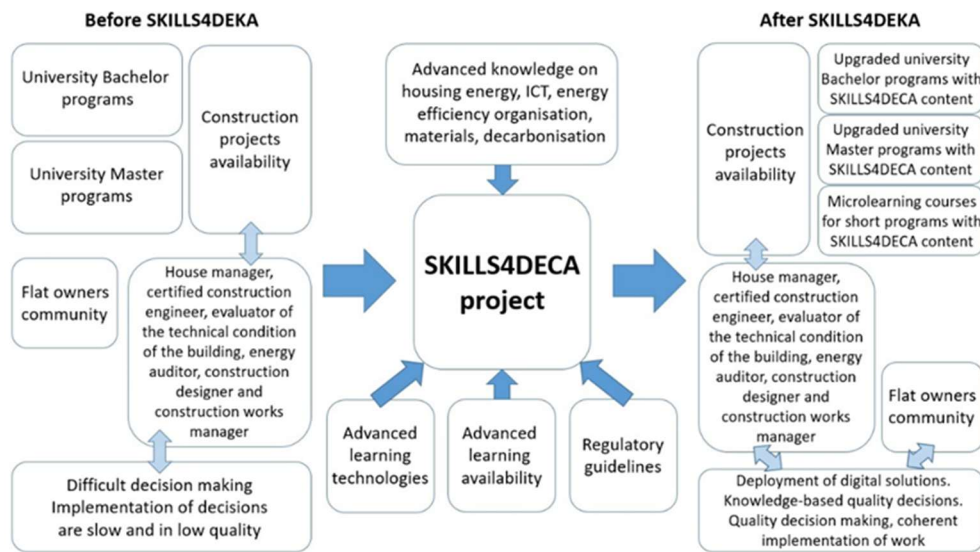 Before SKILLS4DEKA
University Bachelor
programs
University Master
programs
Construction
projects
availability
Flat owners
community
House manager,
certified construction
engineer, evaluator of
the technical condition
of the building, energy
auditor, construction
designer and
construction works
manager
Difficult decision making
Implementation of decisions
are slow and in low quality
Advanced knowledge on
housing energy, ICT, energy
efficiency organisation,
materials, decarbonisation
SKILLS4DECA
project
Advanced
learning
technologies
Advanced
learning
availability
Regulatory
guidelines
After SKILLS4DEKA
Construction
projects
availability
Upgraded university
Bachelor programs with
SKILLS4DECA content
Upgraded university
Master programs with
SKILLS4DECA content
Microlearning courses
for short programs with
SKILLS4DECA content
House manager,
certified construction
engineer, evaluator of
the technical condition
of the building, energy
auditor, construction
designer and
construction works
manager
Flat owners
community
Deployment of digital solutions.
Knowledge-based quality decisions.
Quality decision making, coherent
implementation of work